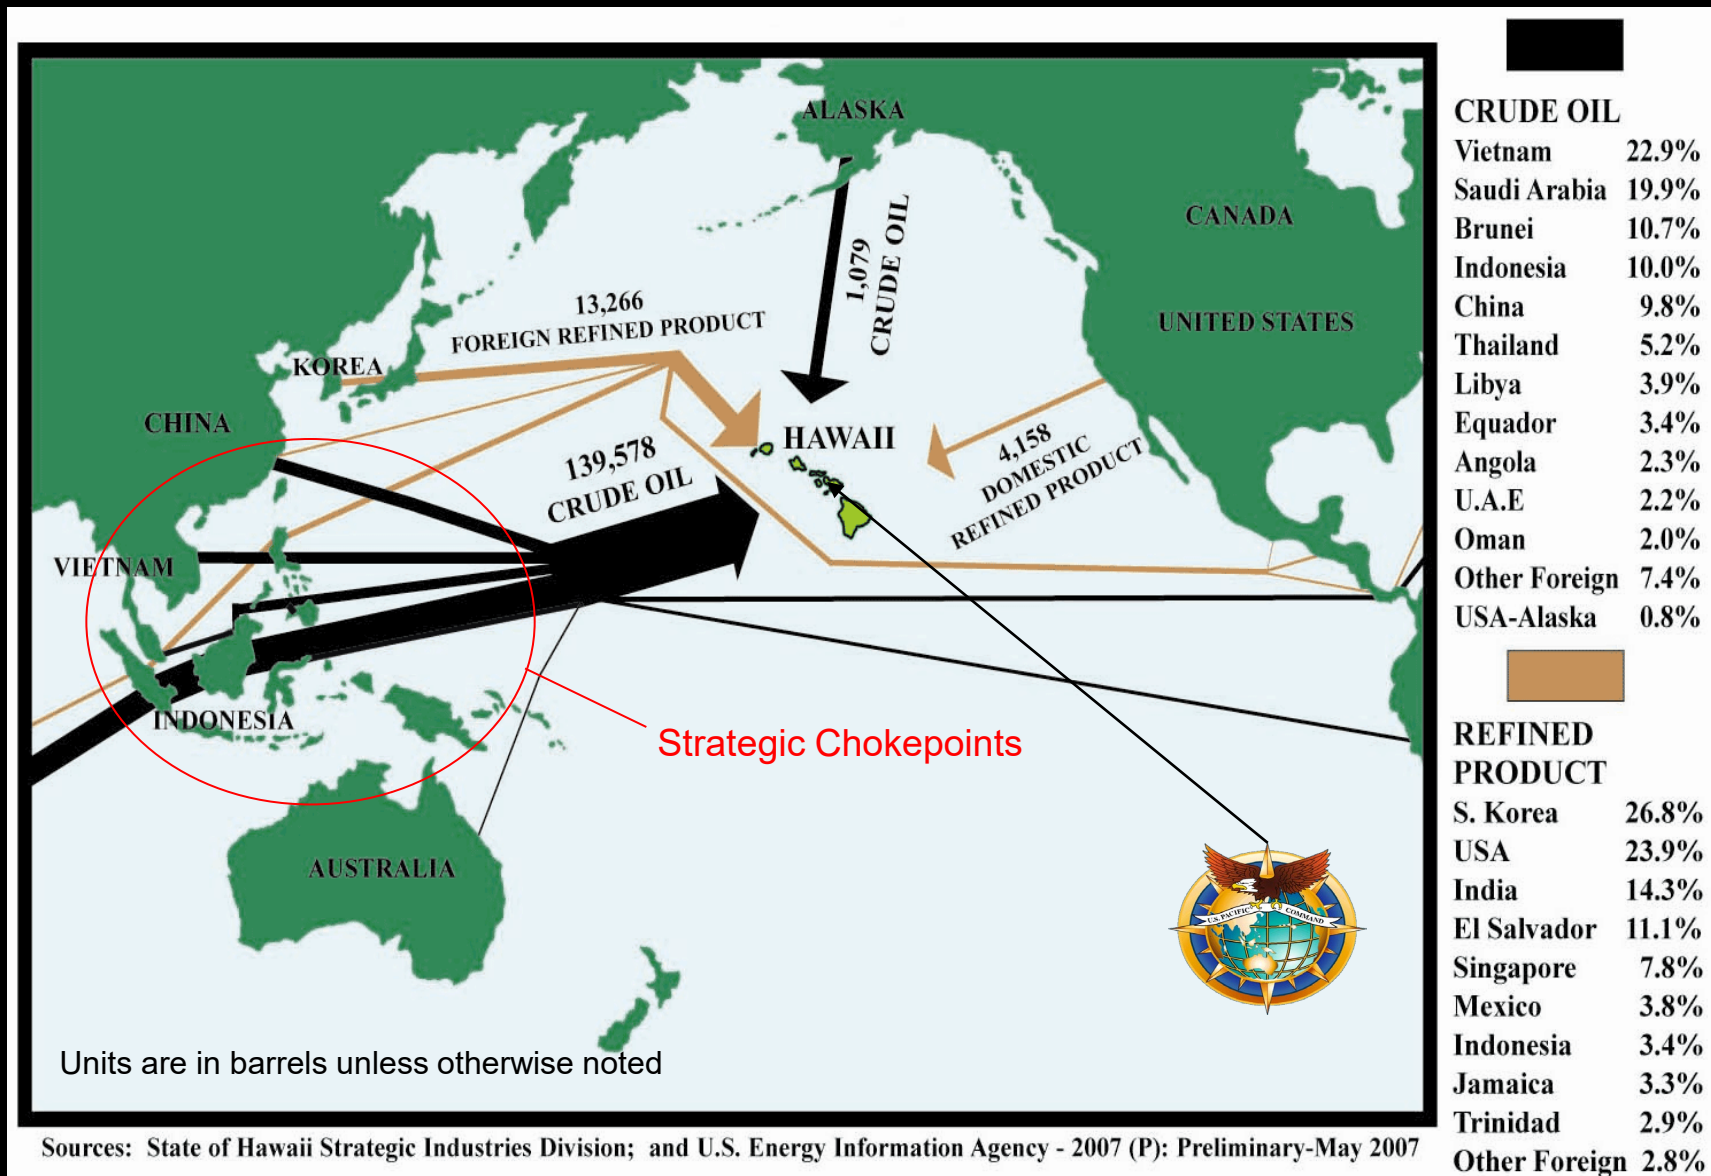 ALASKA
CANADA
UNITED STATES
1,079
CRUDE OIL
13,266
FOREIGN REFINED PRODUCT
KOREA
CHINA
HAWAII
139,578
CRUDE OIL
4,158
DOMESTIC
REFINED PRODUCT
VIETNAM
INDONESIA
Strategic Chokepoints
AUSTRALIA
U.S. PACIFIC COMMAND
Units are in barrels unless otherwise noted
Sources: State of Hawaii Strategic Industries Division; and U.S. Energy Information Agency - 2007 (P): Preliminary-May 2007
CRUDE OIL
Vietnam 22.9%
Saudi Arabia 19.9%
Brunei 10.7%
Indonesia 10.0%
China 9.8%
Thailand 5.2%
Libya 3.9%
Equador 3.4%
Angola 2.3%
U.A.E 2.2%
Oman 2.0%
Other Foreign 7.4%
USA-Alaska 0.8%
REFINED
PRODUCT
S. Korea 26.8%
USA 23.9%
India 14.3%
El Salvador 11.1%
Singapore 7.8%
Mexico 3.8%
Indonesia 3.4%
Jamaica 3.3%
Trinidad 2.9%
Other Foreign 2.8%